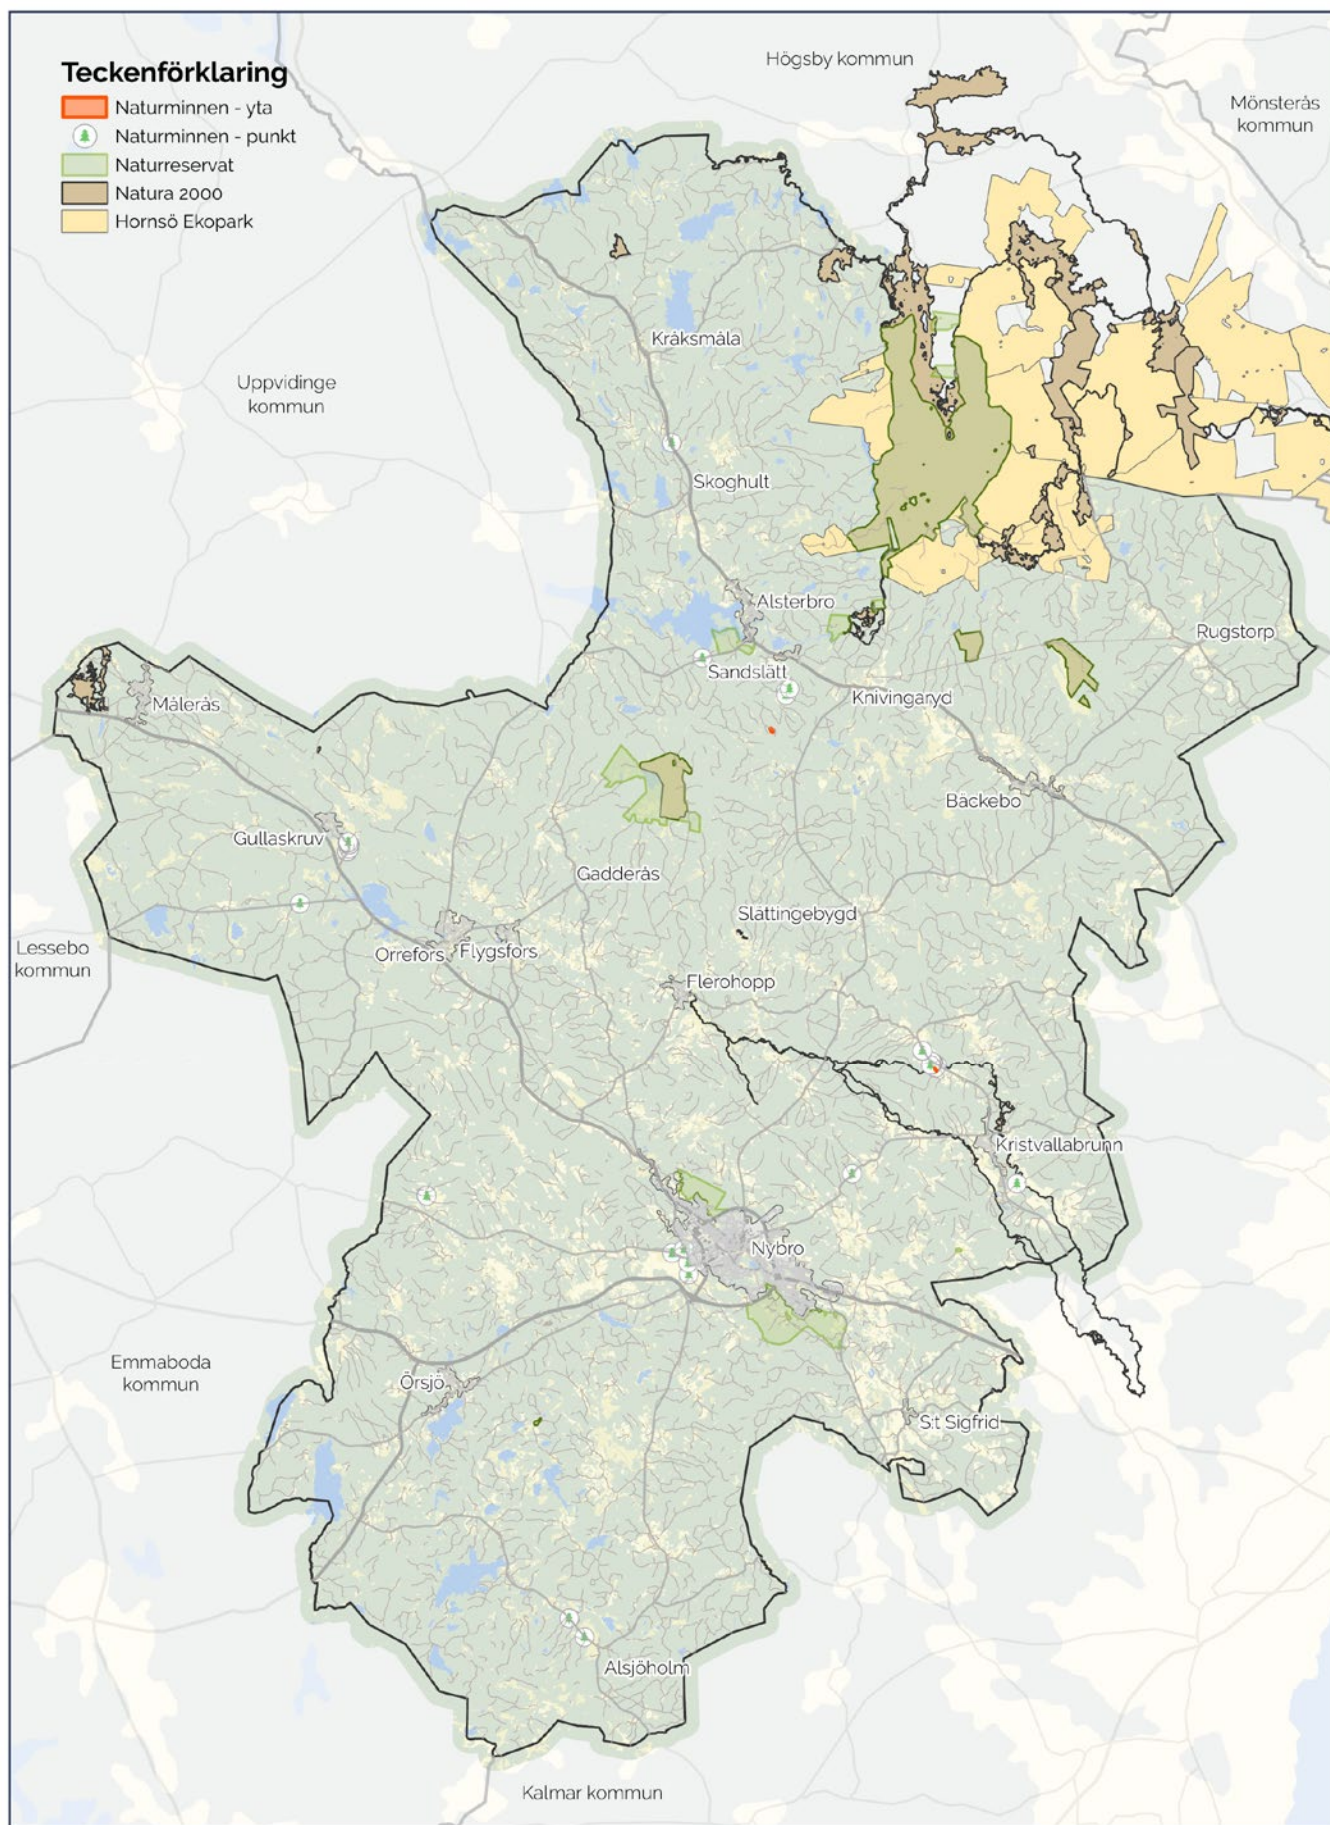 Teckenförklaring
Naturminnen - yta
Naturminnen - punkt
Naturreservat
Natura 2000
Hornsö Ekopark
Högsby kommun
Mönsterås
kommun
Kråksmåla
Uppvidinge
kommun
Skoghult
Alsterbro
Rugstorp
Sandslätt
Målerås
Knivingaryd
Bäckebo
Gullaskruv
Gadderås
Slättingebygd
Lessebo
kommun
Orrefors
Flygsfors
Flerohopp
Kristvallabrunn
Nybro
Emmaboda
kommun
Örsjö
S:t Sigfrid
Alsjöholm
Kalmar kommun